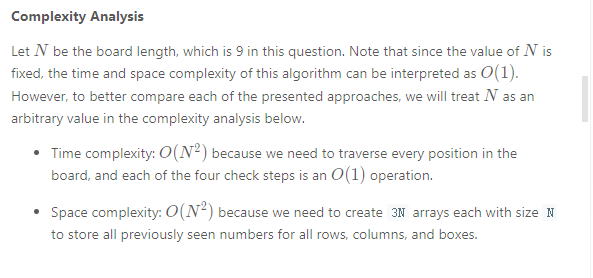 Complexity Analysis
Let N be the board length, which is 9 in this question. Note that since the value of N is
fixed, the time and space complexity of this algorithm can be interpreted as O(1).
However, to better compare each of the presented approaches, we will treat N as an
arbitrary value in the complexity analysis below.
• Time complexity: O(N²) because we need to traverse every position in the
board, and each of the four check steps is an O(1) operation.
• Space complexity: O(N²) because we need to create 3N arrays each with size N
to store all previously seen numbers for all rows, columns, and boxes.